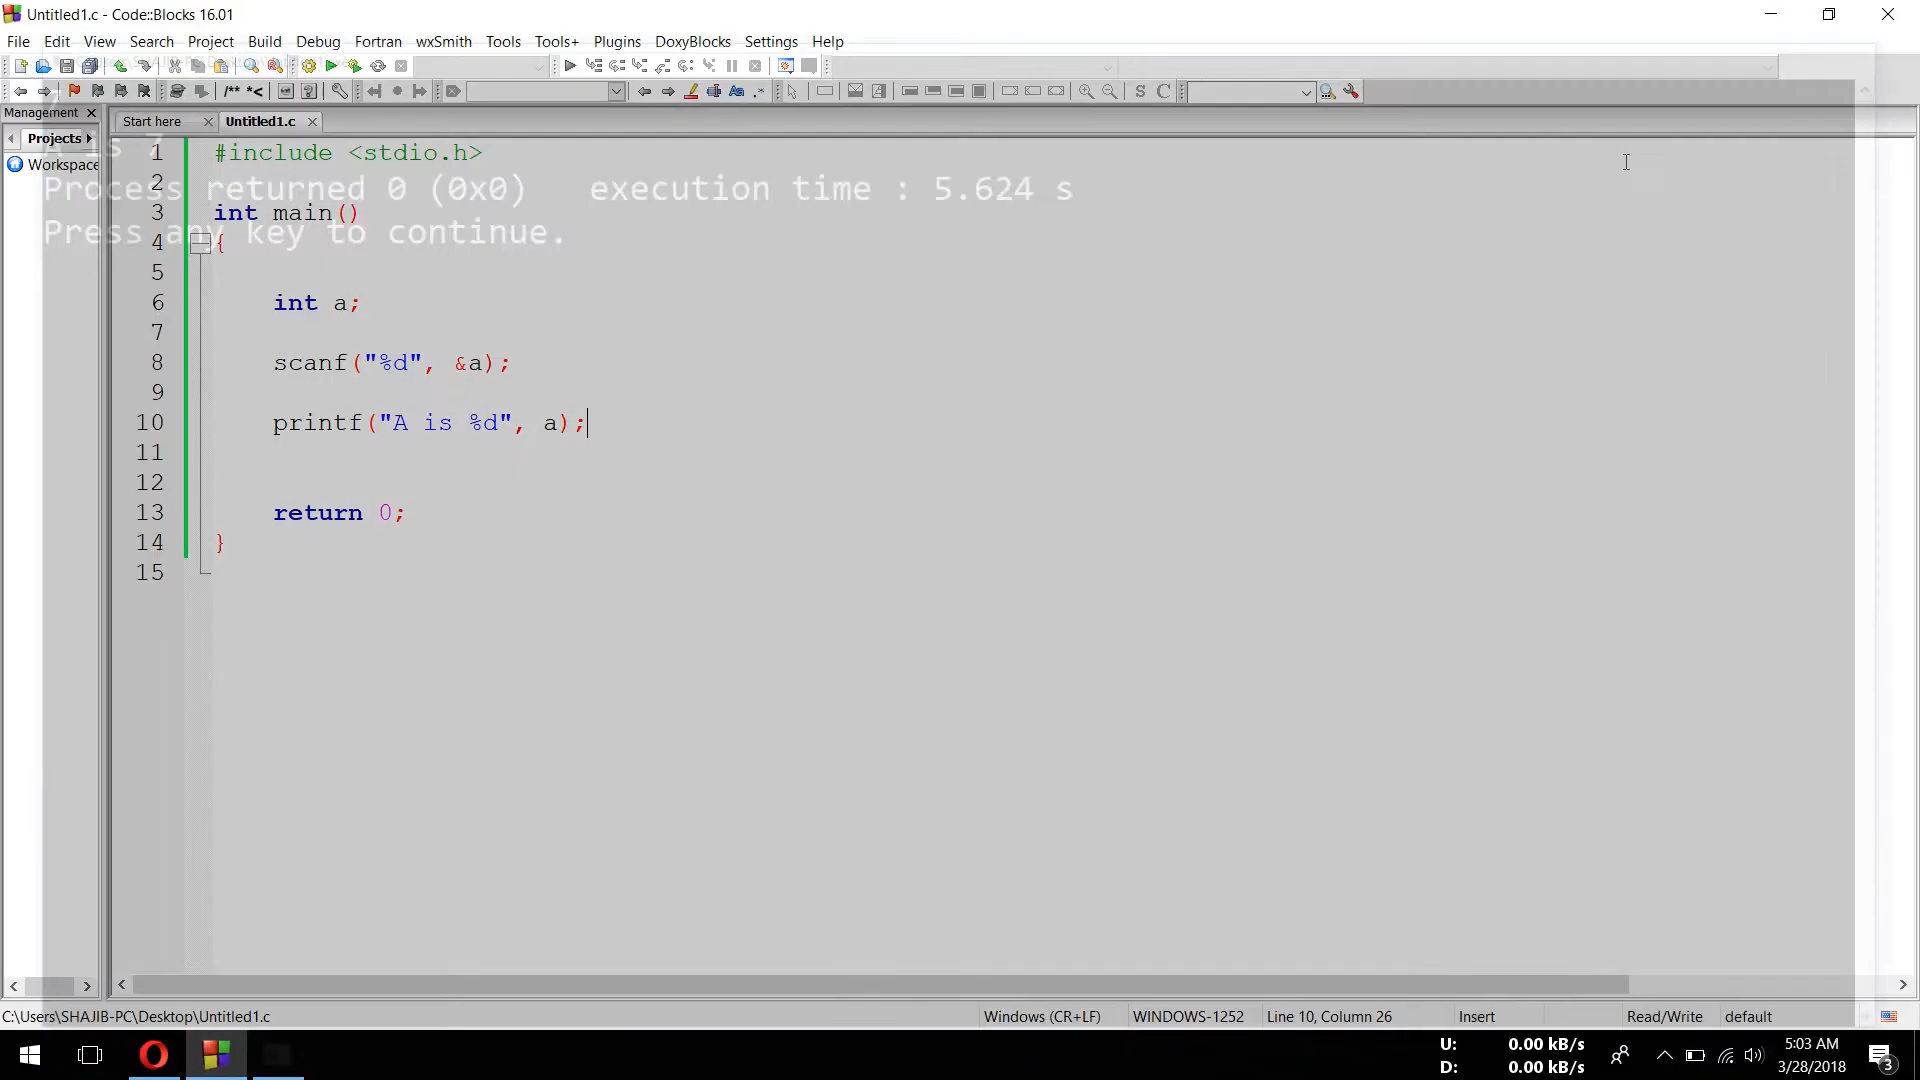 Untitled1.c - Code::Blocks 16.01
File Edit View Search Project Build Debug Fortran wxSmith Tools Tools+ Plugins DoxyBlocks Settings Help
/** *<
Aa .*
S C
Management
Projects
Workspace
Start here
Untitled1.c
1 #include <stdio.h>
2
3 int main()
4 {
5
6 int a;
7
8 scanf("%d", &a);
9
10 printf("A is %d", a);
11
12
13 return 0;
14 }
15
A is 7
Process returned 0 (0x0) execution time : 5.624 s
Press any key to continue.
C:\Users\SHAJIB-PC\Desktop\Untitled1.c
Windows (CR+LF)
WINDOWS-1252
Line 10, Column 26
Insert
Read/Write
default
U: 0.00 kB/s
D: 0.00 kB/s
5:03 AM
3/28/2018
3